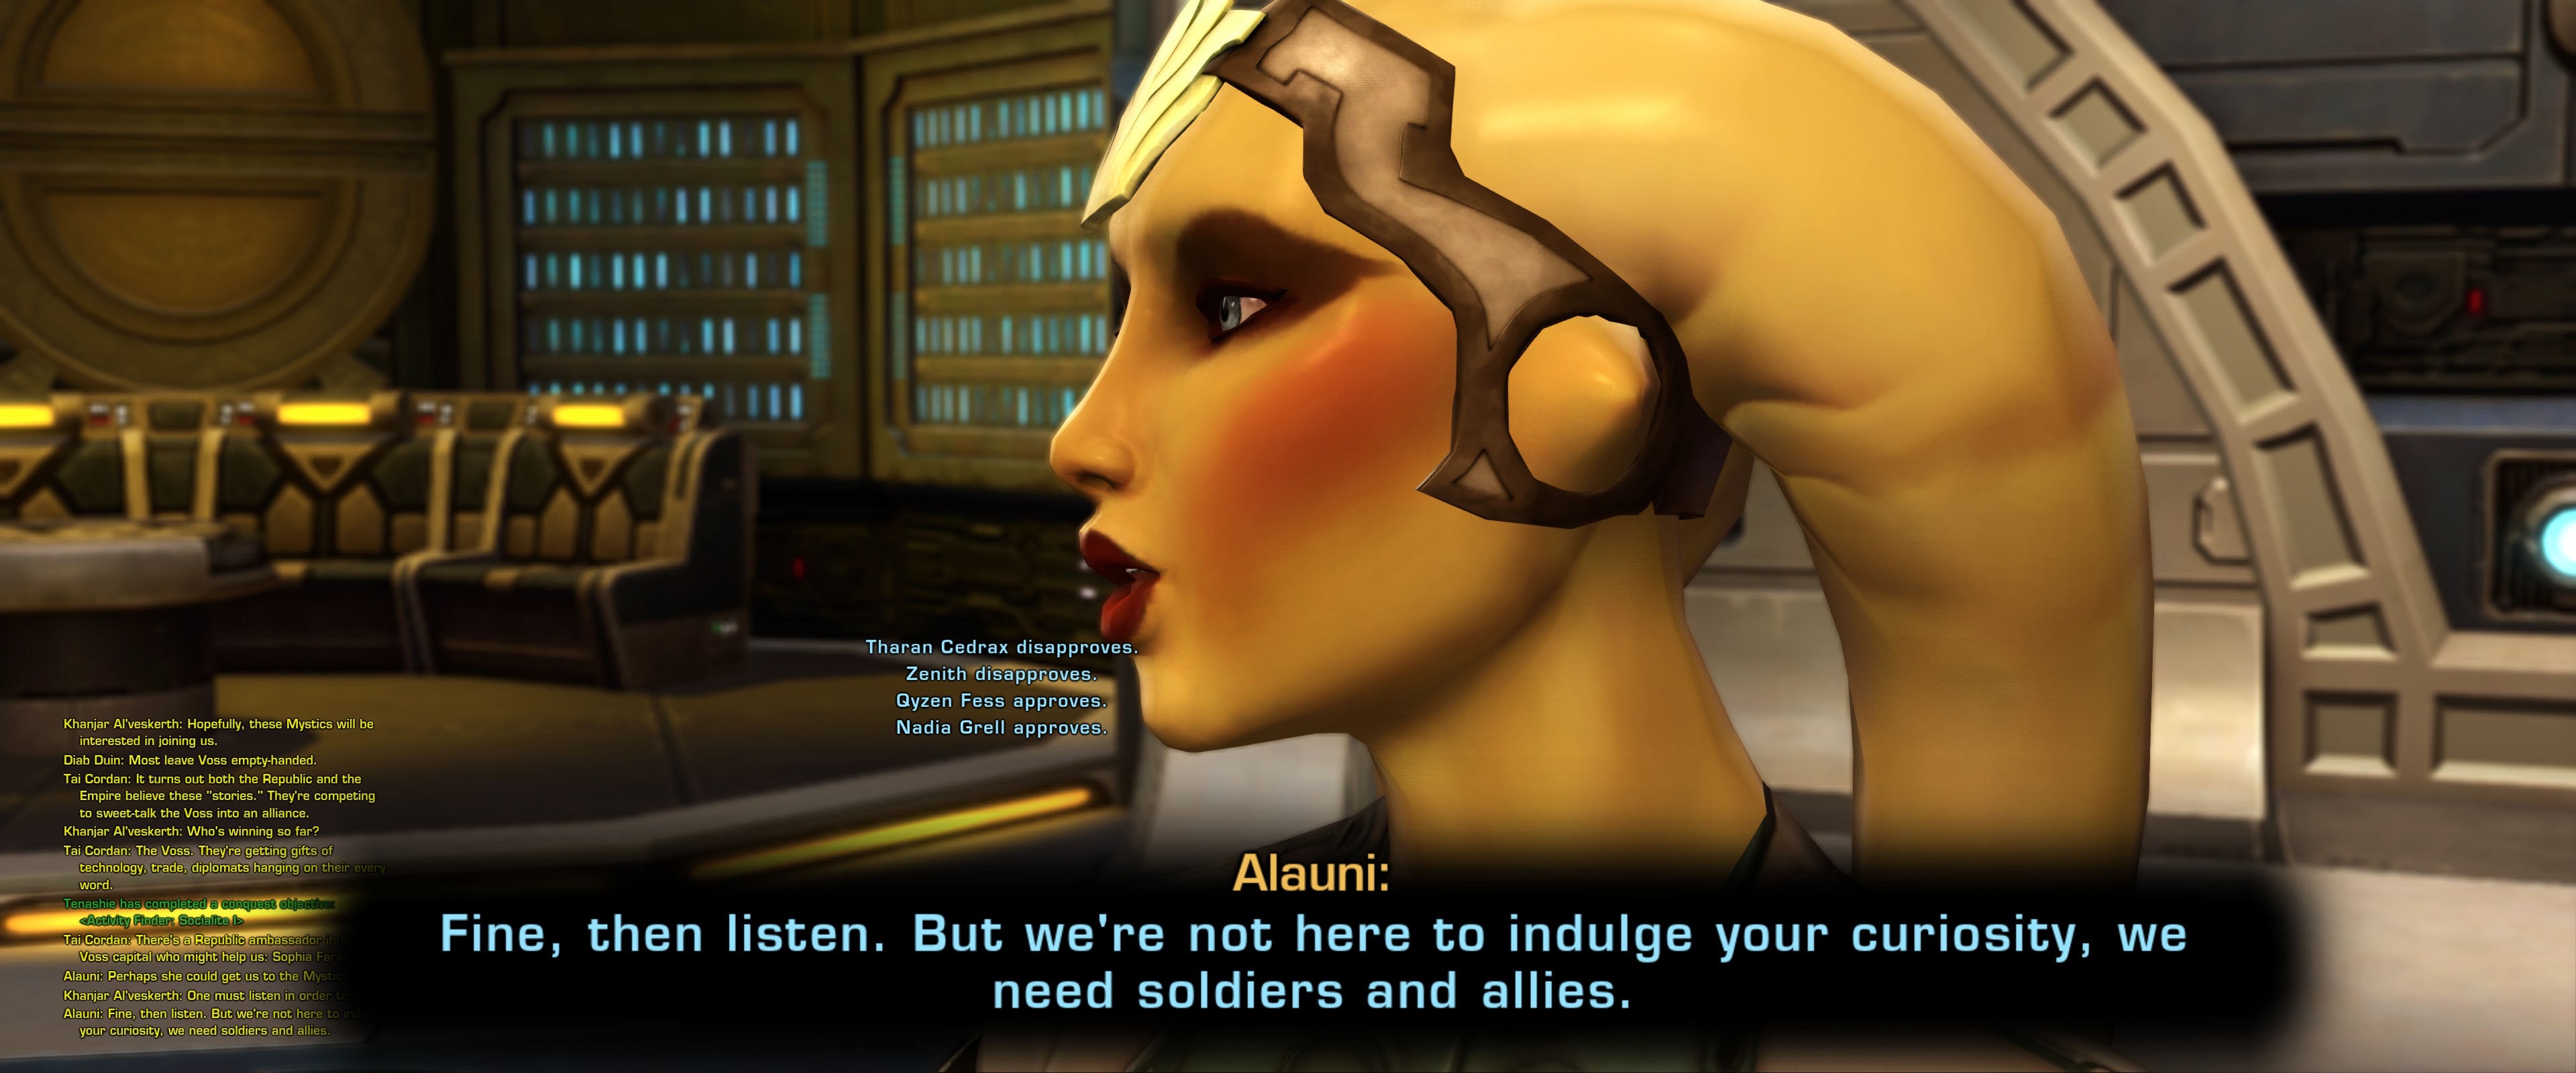 Tharan Cedrax disapproves.
Zenith disapproves.
Qyzen Fess approves.
Nadia Grell approves.
Khanjar Al'veskerth: Hopefully, these Mystics will be
interested in joining us.
Diab Duin: Most leave Voss empty-handed.
Tai Cordan: It turns out both the Republic and the
Empire believe these "stories." They're competing
to sweet-talk the Voss into an alliance.
Khanjar Al'veskerth: Who's winning so far?
Tai Cordan: The Voss. They're getting gifts of
technology, trade, diplomats hanging on their every
word.
Tenashie has completed a conquest objective:
<Activity Finder: Socialite I>
Tai Cordan: There's a Republic ambassador in
Voss capital who might help us: Sophia
Alauni: Perhaps she could get us to the
Khanjar Al'veskerth: One must listen in order to
Alauni: Fine, then listen. But we're not here to
your curiosity, we need soldiers and allies.
Alauni:
Fine, then listen. But we're not here to indulge your curiosity, we
need soldiers and allies.